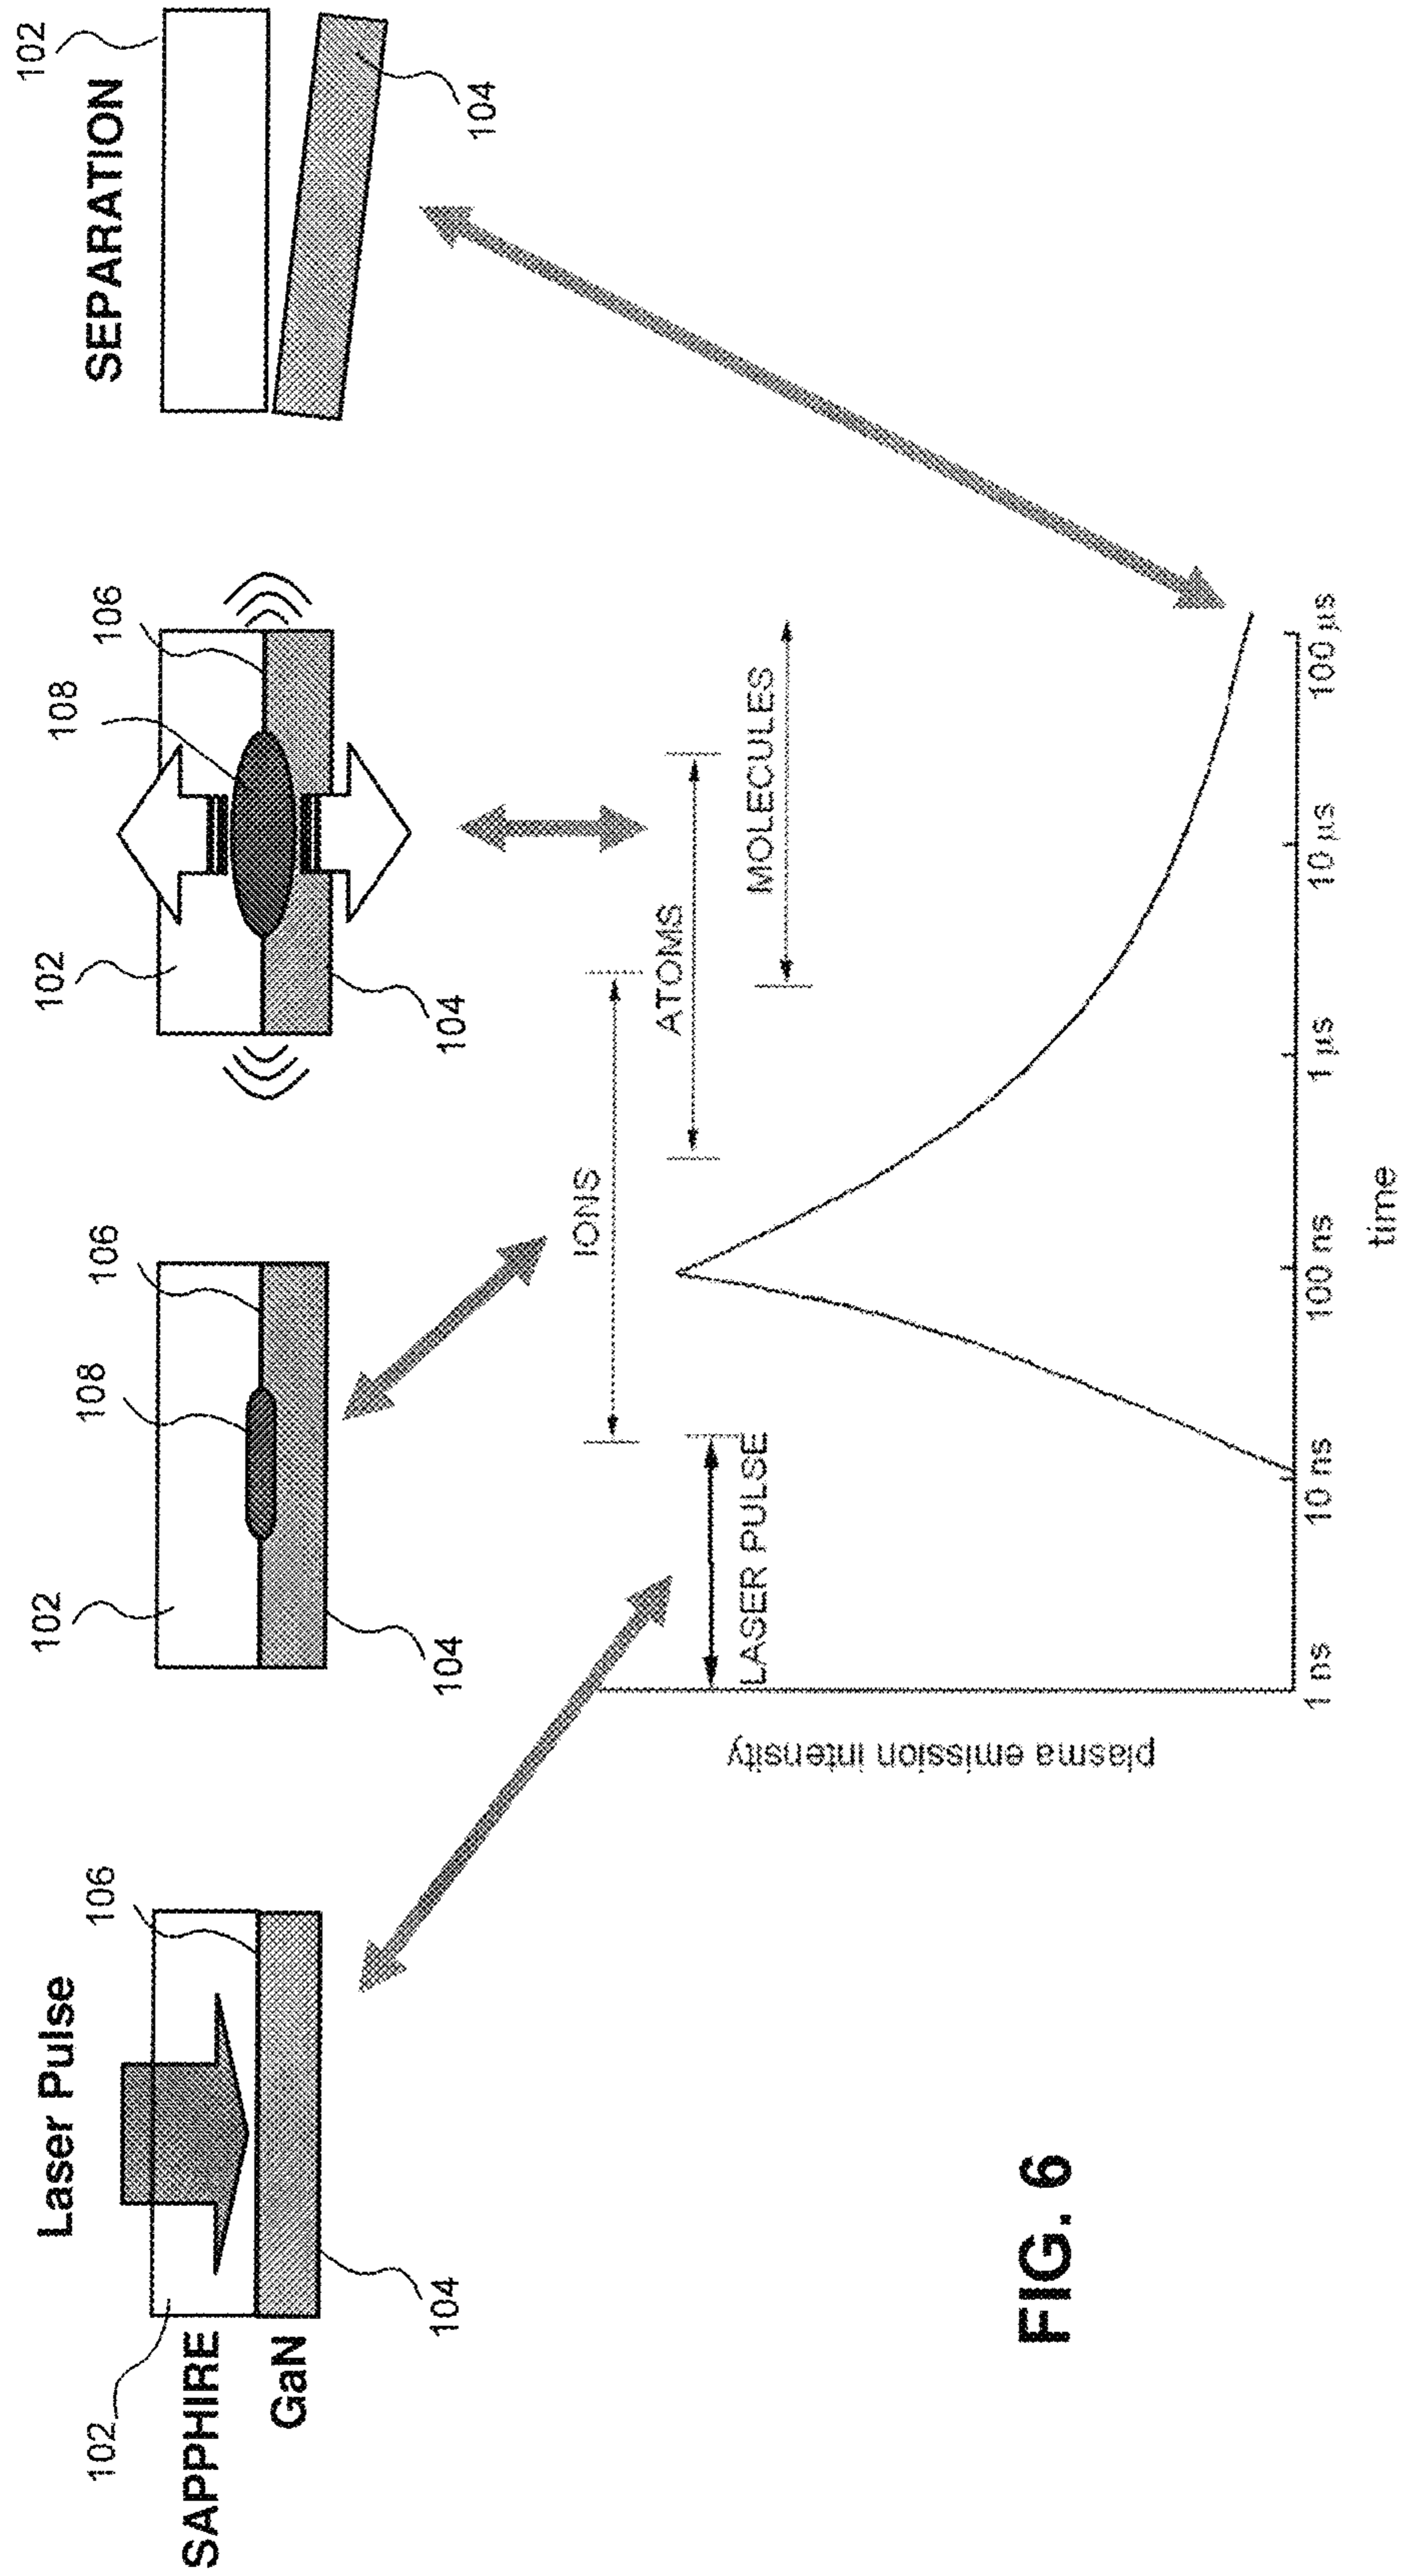 Laser Pulse
SEPARATION
102
106
102
108
106
102
108
106
102
SAPPHIRE
GaN
104
104
104
104
IONS
ATOMS
MOLECULES
LASER PULSE
plasma emission intensity
1 ns
10 ns
100 ns
1 µs
10 µs
100 µs
time
FIG. 6